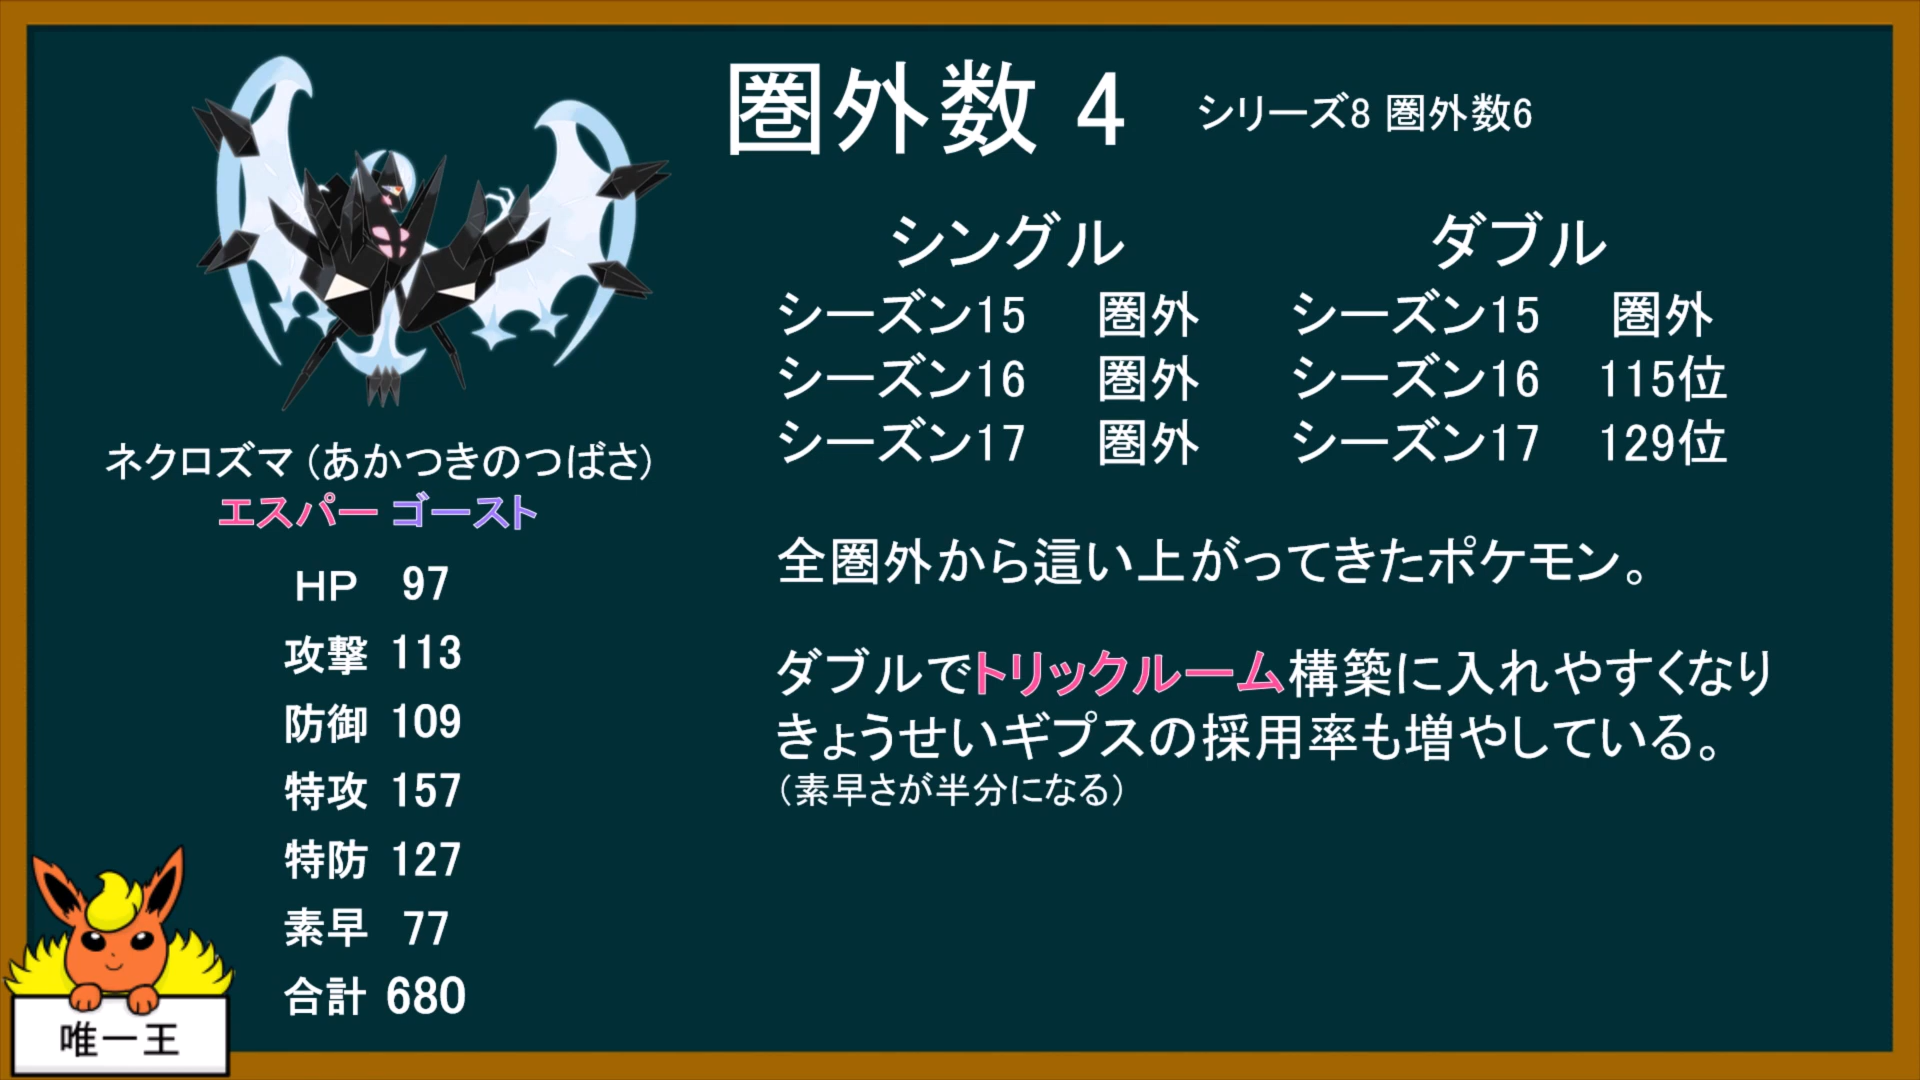 圏外数 4 シリーズ8 圏外数6
シングル ダブル
シーズン15 圏外 シーズン15 圏外
シーズン16 圏外 シーズン16 115位
シーズン17 圏外 シーズン17 129位
ネクロズマ (あかつきのつばさ)
エスパー ゴースト
HP 97
攻撃 113
防御 109
特攻 157
特防 127
素早 77
合計 680
全圏外から這い上がってきたポケモン。
ダブルでトリックルーム構築に入れやすくなり
きょうせいギプスの採用率も増やしている。
(素早さが半分になる)
唯一王